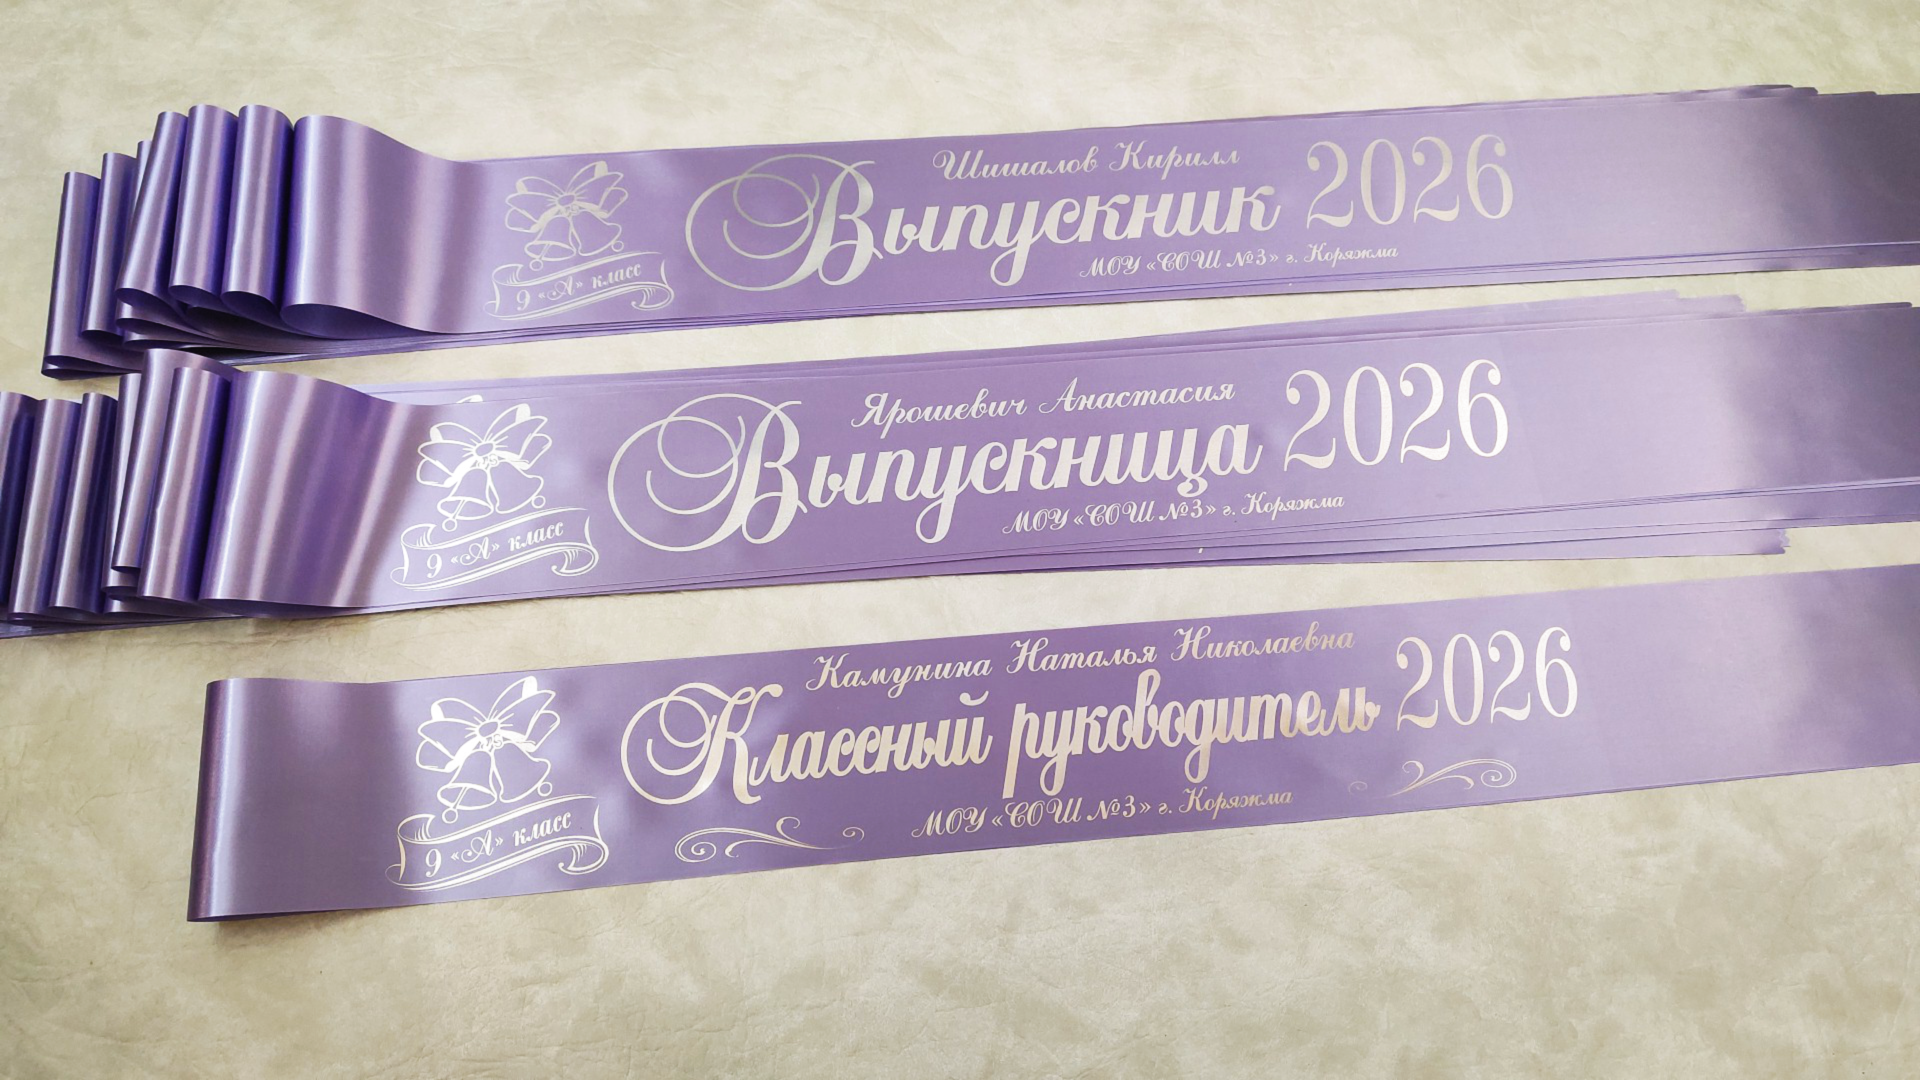 Шишалов Кирилл
Выпускник 2026
МОУ «СОШ №3» г. Коряжма
9 «А» класс
Ярошевич Анастасия
Выпускница 2026
МОУ «СОШ №3» г. Коряжма
9 «А» класс
Камунина Наталья Николаевна
Классный руководитель 2026
МОУ «СОШ №3» г. Коряжма
9 «А» класс